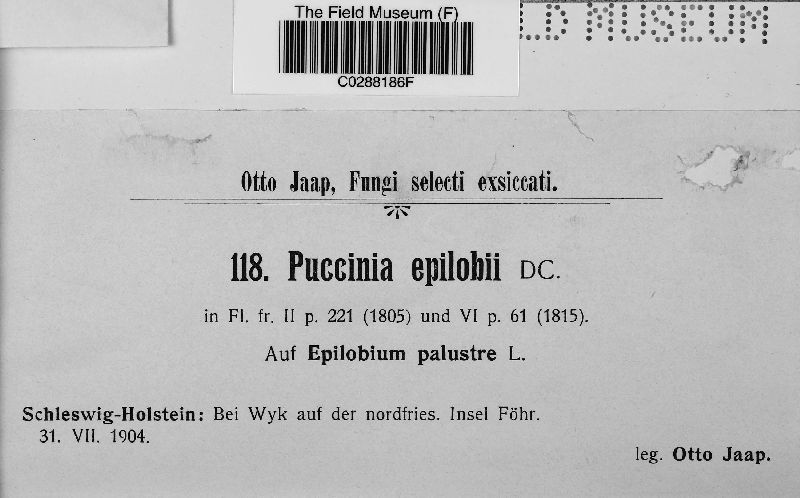 The Field Museum (F)
C0288186F
LD MUSEUM
Otto Jaap, Fungi selecti exsiccati.
118. Puccinia epilobii DC.
in Fl. fr. II p. 221 (1805) und VI p. 61 (1815).
Auf Epilobium palustre L.
Schleswig-Holstein: Bei Wyk auf der nordfries. Insel Föhr.
31. VII. 1904.
leg. Otto Jaap.